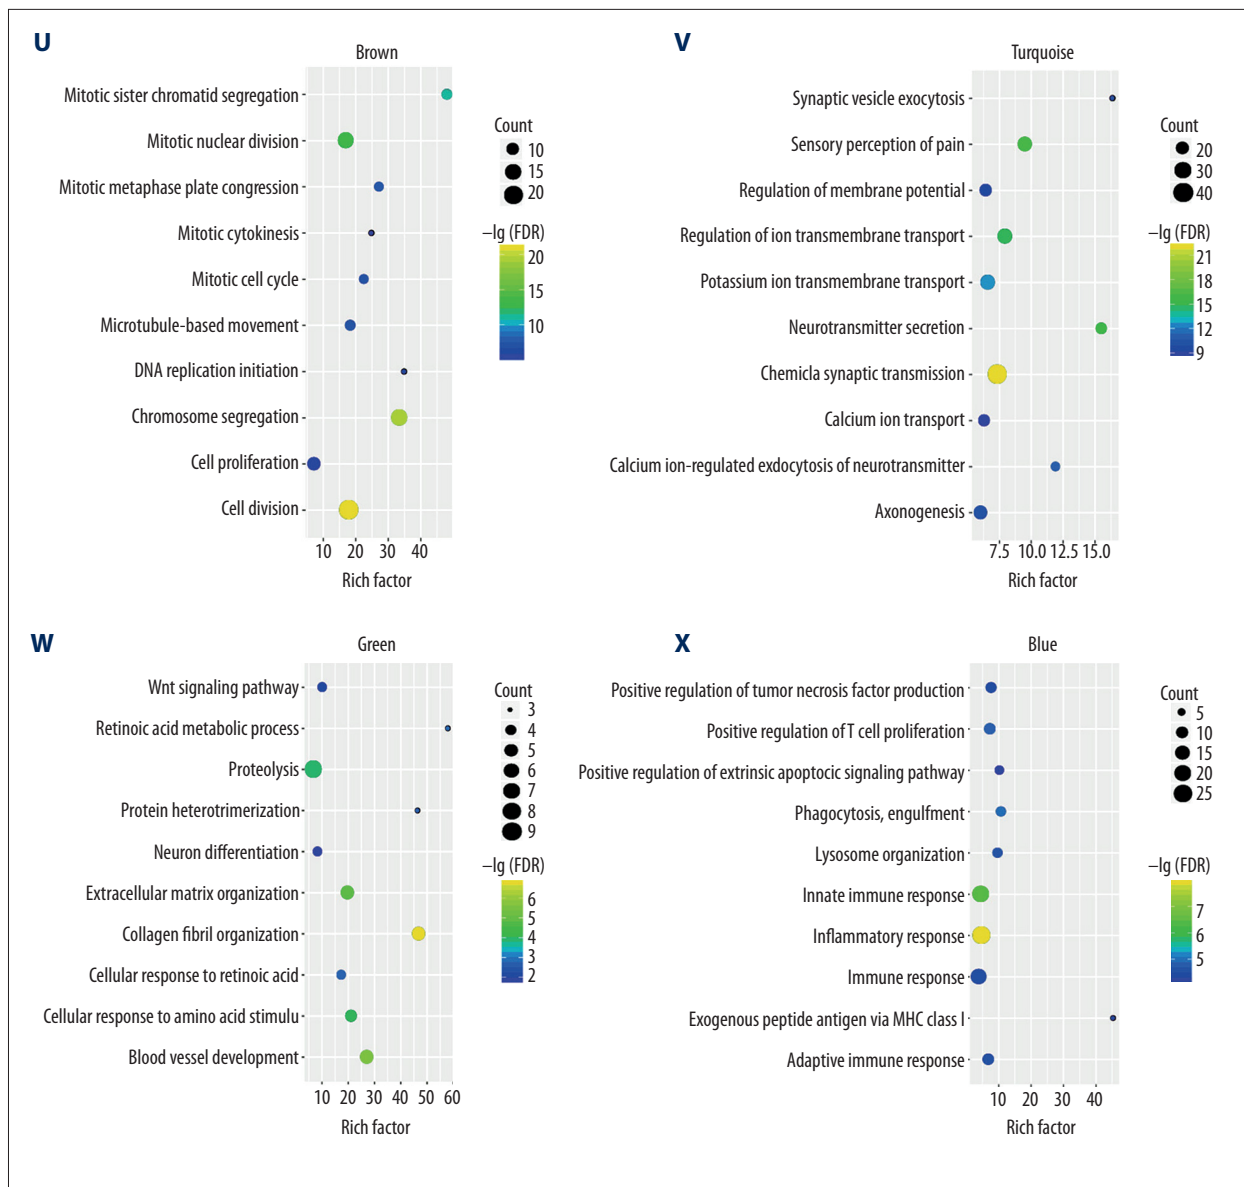 U
Brown
Mitotic sister chromatid segregation
Mitotic nuclear division
Mitotic metaphase plate congression
Mitotic cytokinesis
Mitotic cell cycle
Microtubule-based movement
DNA replication initiation
Chromosome segregation
Cell proliferation
Cell division
10 20 30 40
Rich factor
Count
10
15
20
–lg (FDR)
20
15
10
V
Turquoise
Synaptic vesicle exocytosis
Sensory perception of pain
Regulation of membrane potential
Regulation of ion transmembrane transport
Potassium ion transmembrane transport
Neurotransmitter secretion
Chemicla synaptic transmission
Calcium ion transport
Calcium ion-regulated exdocytosis of neurotransmitter
Axonogenesis
7.5 10.0 12.5 15.0
Rich factor
Count
20
30
40
–lg (FDR)
21
18
15
12
9
W
Green
Wnt signaling pathway
Retinoic acid metabolic process
Proteolysis
Protein heterotrimerization
Neuron differentiation
Extracellular matrix organization
Collagen fibril organization
Cellular response to retinoic acid
Cellular response to amino acid stimulu
Blood vessel development
10 20 30 40 50 60
Rich factor
Count
3
4
5
6
7
8
9
–lg (FDR)
6
5
4
3
2
X
Blue
Positive regulation of tumor necrosis factor production
Positive regulation of T cell proliferation
Positive regulation of extrinsic apoptocic signaling pathway
Phagocytosis, engulfment
Lysosome organization
Innate immune response
Inflammatory response
Immune response
Exogenous peptide antigen via MHC class I
Adaptive immune response
10 20 30 40
Rich factor
Count
5
10
15
20
25
–lg (FDR)
7
6
5